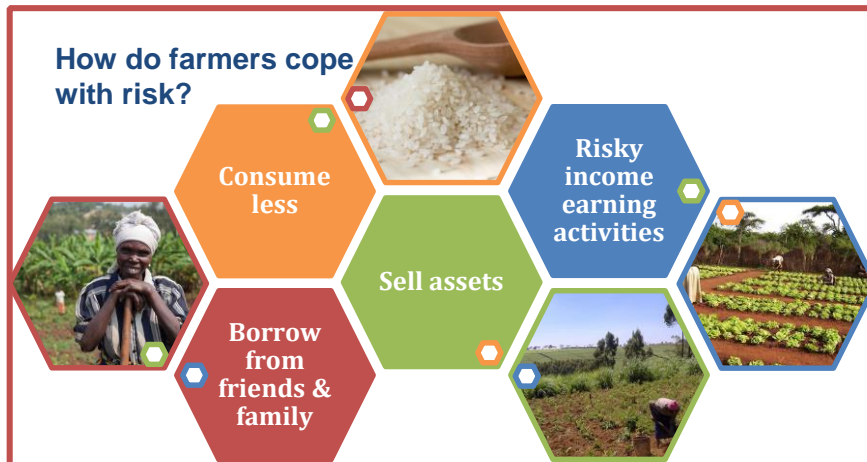 How do farmers cope
with risk?
Consume
less
Risky
income
earning
activities
Sell assets
Borrow
from
friends &
family